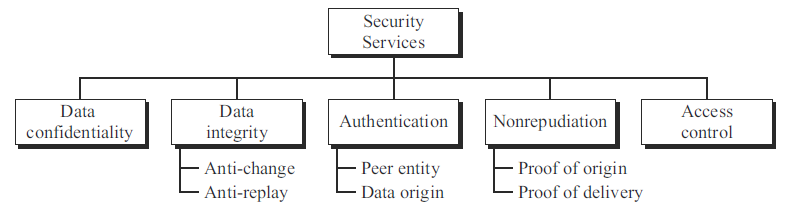 Security
Services
Data
confidentiality
Data
integrity
Authentication
Nonrepudiation
Access
control
Anti-change
Anti-replay
Peer entity
Data origin
Proof of origin
Proof of delivery